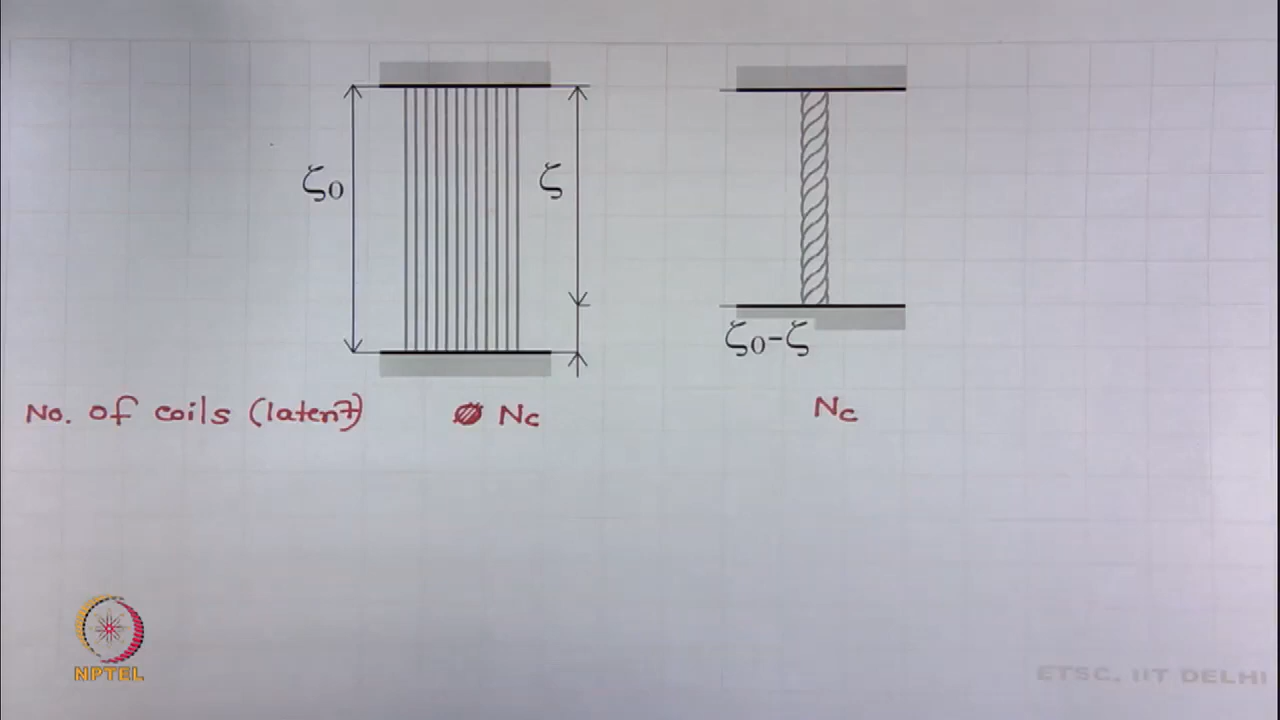 ζ0
ζ
ζ0-ζ
No. of coils (latent)
Nc
Nc
NPTEL
ETSC, IIT DELHI